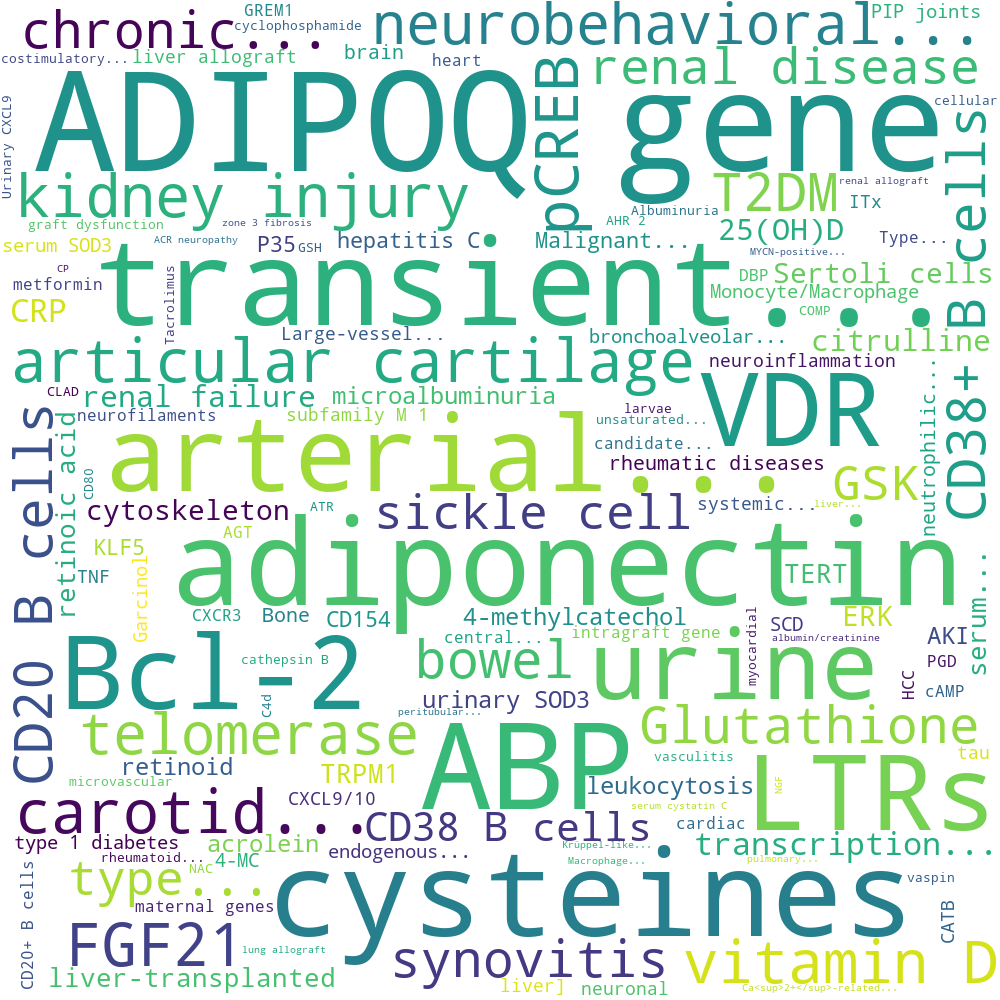 GREM1
PIP joints
chronic...
neurobehavioral...
cyclophosphamide
costimulatory...
liver allograft
brain
heart
renal disease
ADIPOQ gene
pCREB
Urinary CXCL9
cellular
CD38+ B cells
kidney injury
T2DM
renal allograft
ITx
Albuminuria
graft dysfunction
zone 3 fibrosis
AHR 2
25(OH)D
serum SOD3
ACR neuropathy
P35
GSH
hepatitis C
Malignant...
Type...
MYCN-positive...
transient...
CP
metformin
Tacrolimus
DBP
Sertoli cells
Monocyte/Macrophage
CRP
COMP
Large-vessel...
bronchoalveolar...
citrulline
articular cartilage
neuroinflammation
VDR
neutrophilic...
CLAD
renal failure
microalbuminuria
neurofilaments
subfamily M 1
larvae
unsaturated...
CD20 B cells
retinoic acid
arterial...
candidate...
rheumatic diseases
GSK
CD80
cytoskeleton
ATR
sickle cell
systemic...
liver...
AGT
KLF5
adiponectin
TNF
Garcinol
TERT
serum...
CXCR3
Bone
CD154
4-methylcatechol
ERK
SCD
AKI
central...
intragraft gene
myocardial
albumin/creatinine
Bcl-2
cathepsin B
bowel
urine
PGD
HCC
cAMP
C4d
urinary SOD3
peritubular...
telomerase
Glutathione
ABP
retinoid
TRPM1
vasculitis
tau
microvascular
leukocytosis
NGF
LTRs
carotid...
CXCL9/10
serum cystatin C
cardiac
CD38 B cells
type 1 diabetes
acrolein
endogenous...
Krüppel-like...
transcription...
rheumatoid...
4-MC
Macrophage...
pulmonary...
NAC
type...
cysteines
vaspin
CD20+ B cells
maternal genes
CATB
FGF21
lung allograft
synovitis
vitamin D
liver-transplanted
liver]
neuronal
Ca<sup>2+</sup>-related...